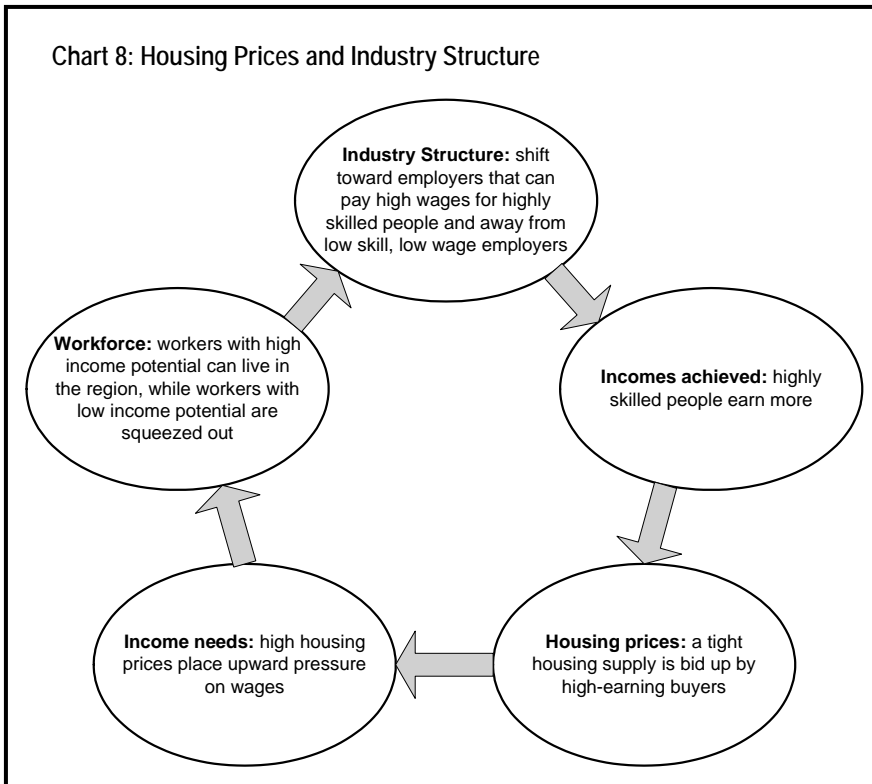 Chart 8: Housing Prices and Industry Structure
Industry Structure: shift
toward employers that can
pay high wages for highly
skilled people and away from
low skill, low wage employers
Workforce: workers with high
income potential can live in
the region, while workers with
low income potential are
squeezed out
Incomes achieved: highly
skilled people earn more
Income needs: high housing
prices place upward pressure
on wages
Housing prices: a tight
housing supply is bid up by
high-earning buyers